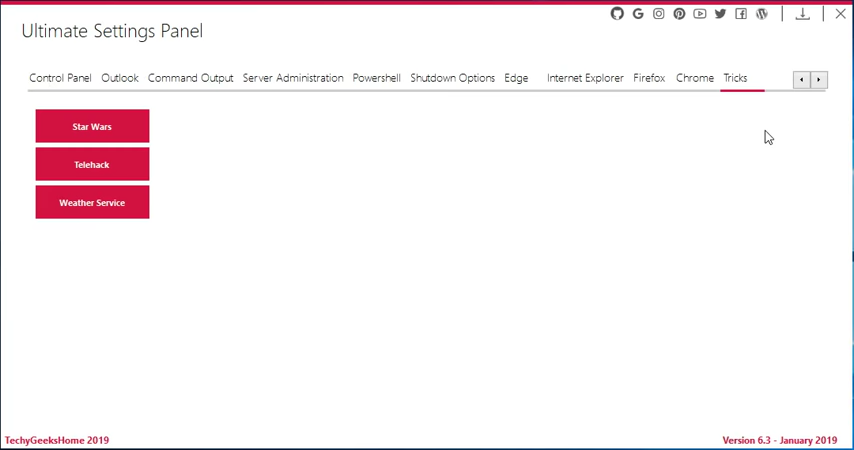 Ultimate Settings Panel
Control Panel Outlook Command Output Server Administration Powershell Shutdown Options Edge Internet Explorer Firefox Chrome Tricks
Star Wars
Telehack
Weather Service
TechyGeeksHome 2019 Version 6.3 - January 2019